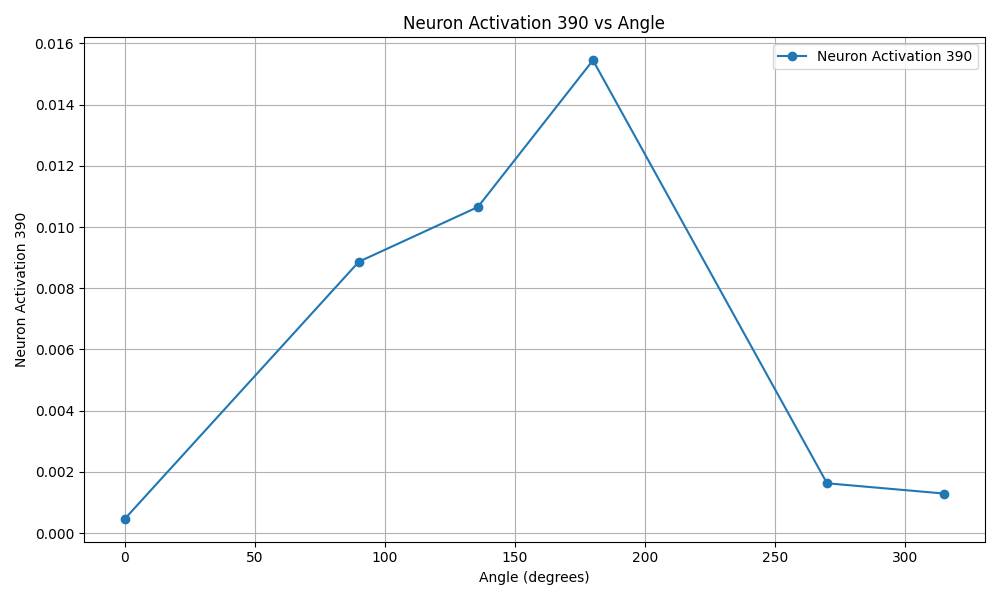 Neuron Activation 390 vs Angle
Neuron Activation 390
0.016
0.014
0.012
0.010
0.008
0.006
0.004
0.002
0.000
Neuron Activation 390
0 50 100 150 200 250 300
Angle (degrees)